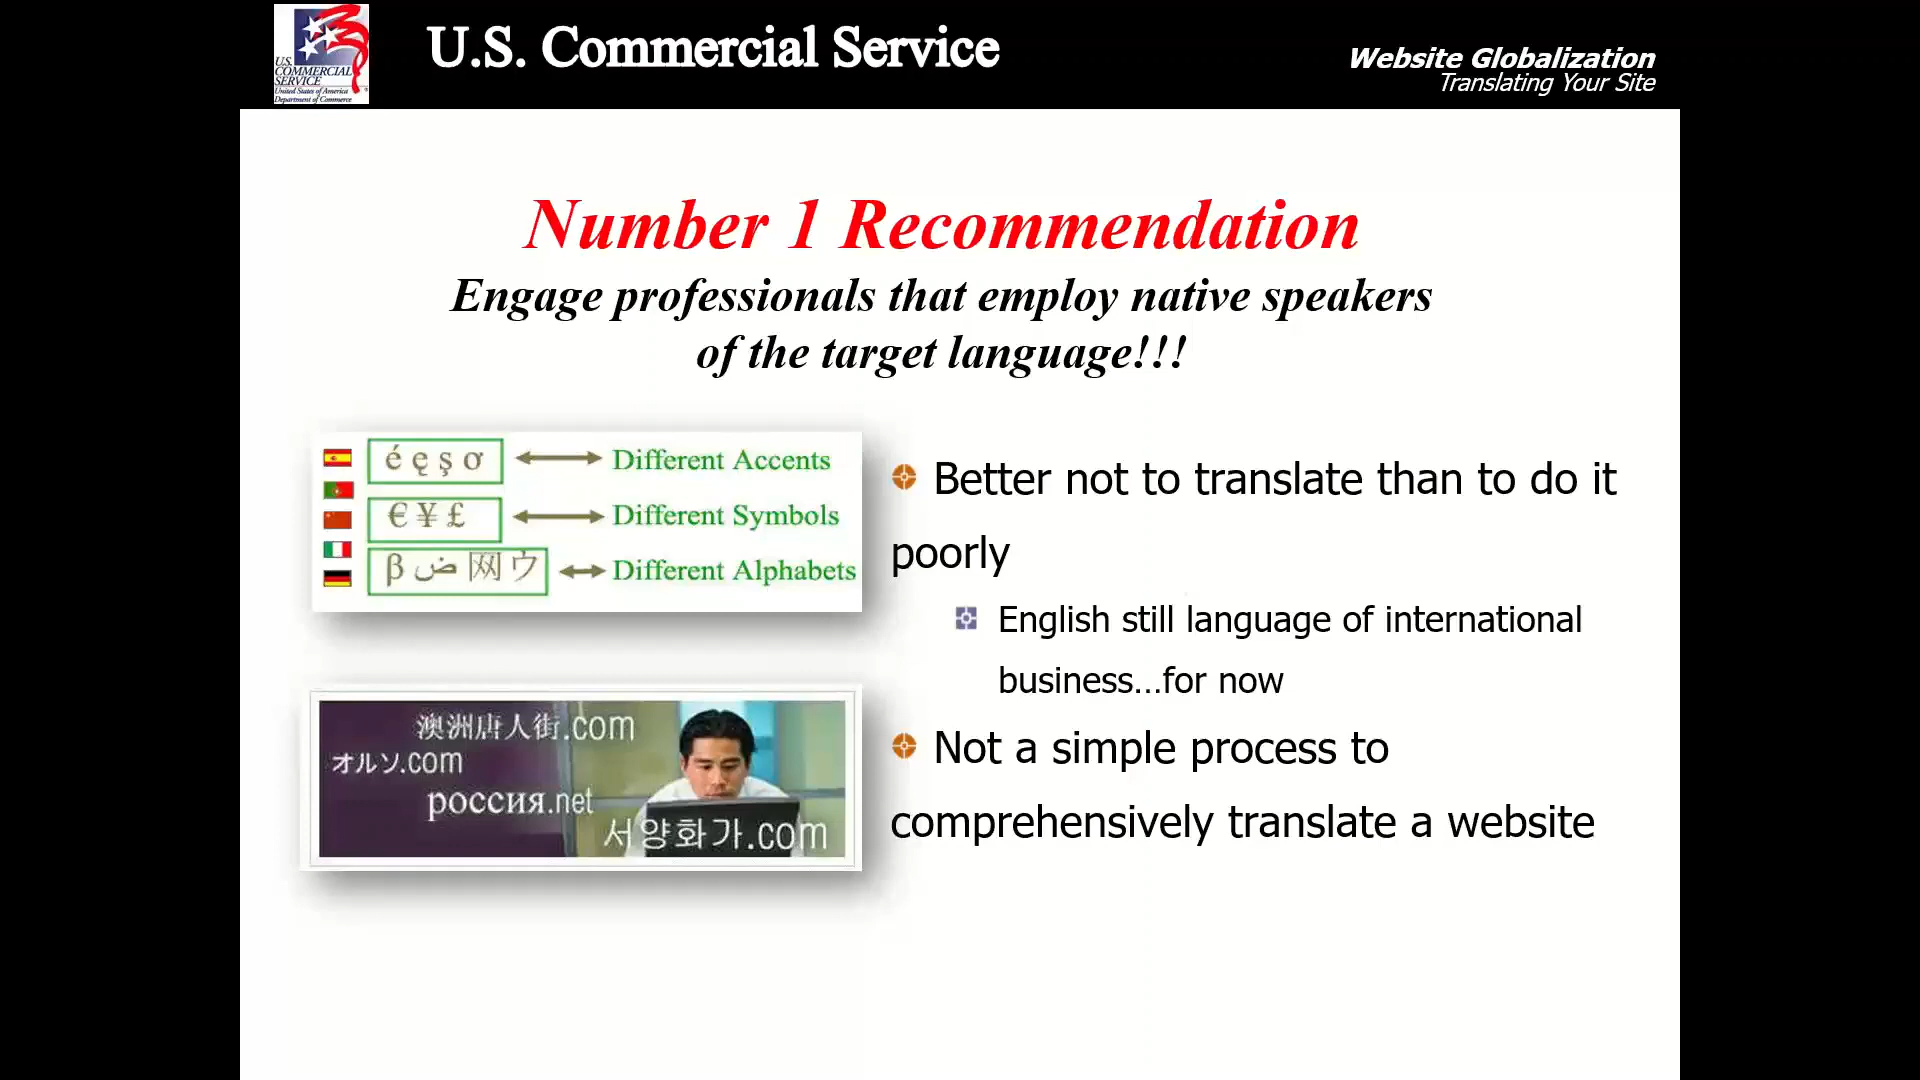 U.S.
COMMERCIAL
SERVICE
United States of America
Department of Commerce
U.S. Commercial Service
Website Globalization
Translating Your Site
Number 1 Recommendation
Engage professionals that employ native speakers
of the target language!!!
é ę ş ơ Different Accents
€ ¥ £ Different Symbols
β ض 网 ウ Different Alphabets
澳洲唐人街.com
オルソ.com
россия.net
서양화가.com
Better not to translate than to do it
poorly
English still language of international
business...for now
Not a simple process to
comprehensively translate a website